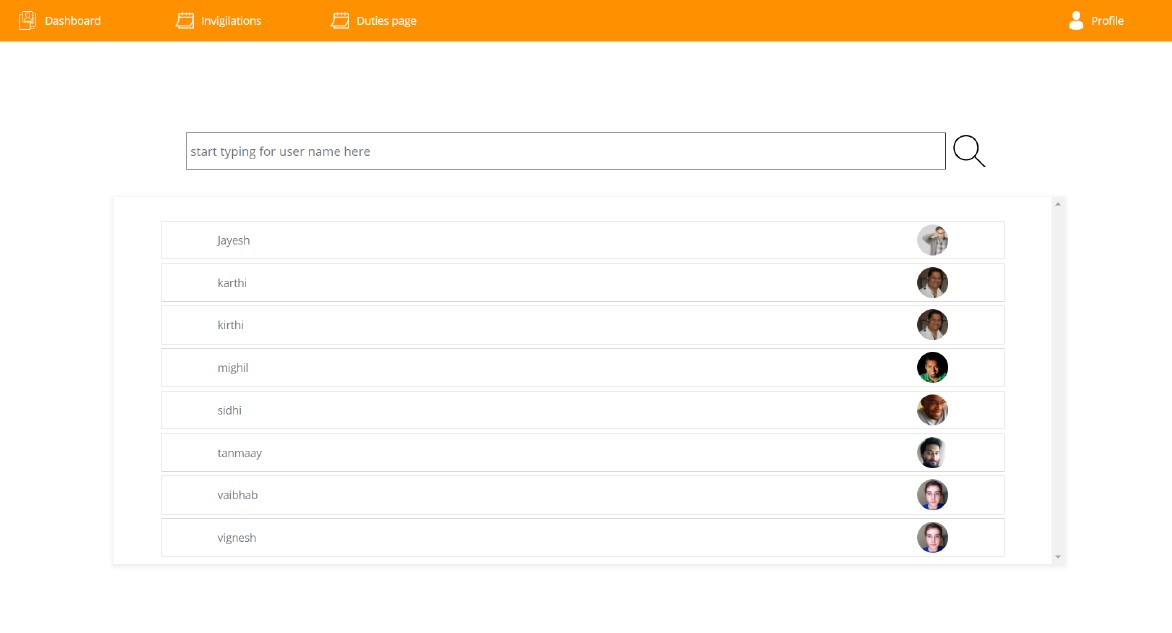 Dashboard Invigilations Duties page Profile
start typing for user name here
Jayesh
karthi
kirthi
mighil
sidhi
tanmaay
vaibhab
vignesh